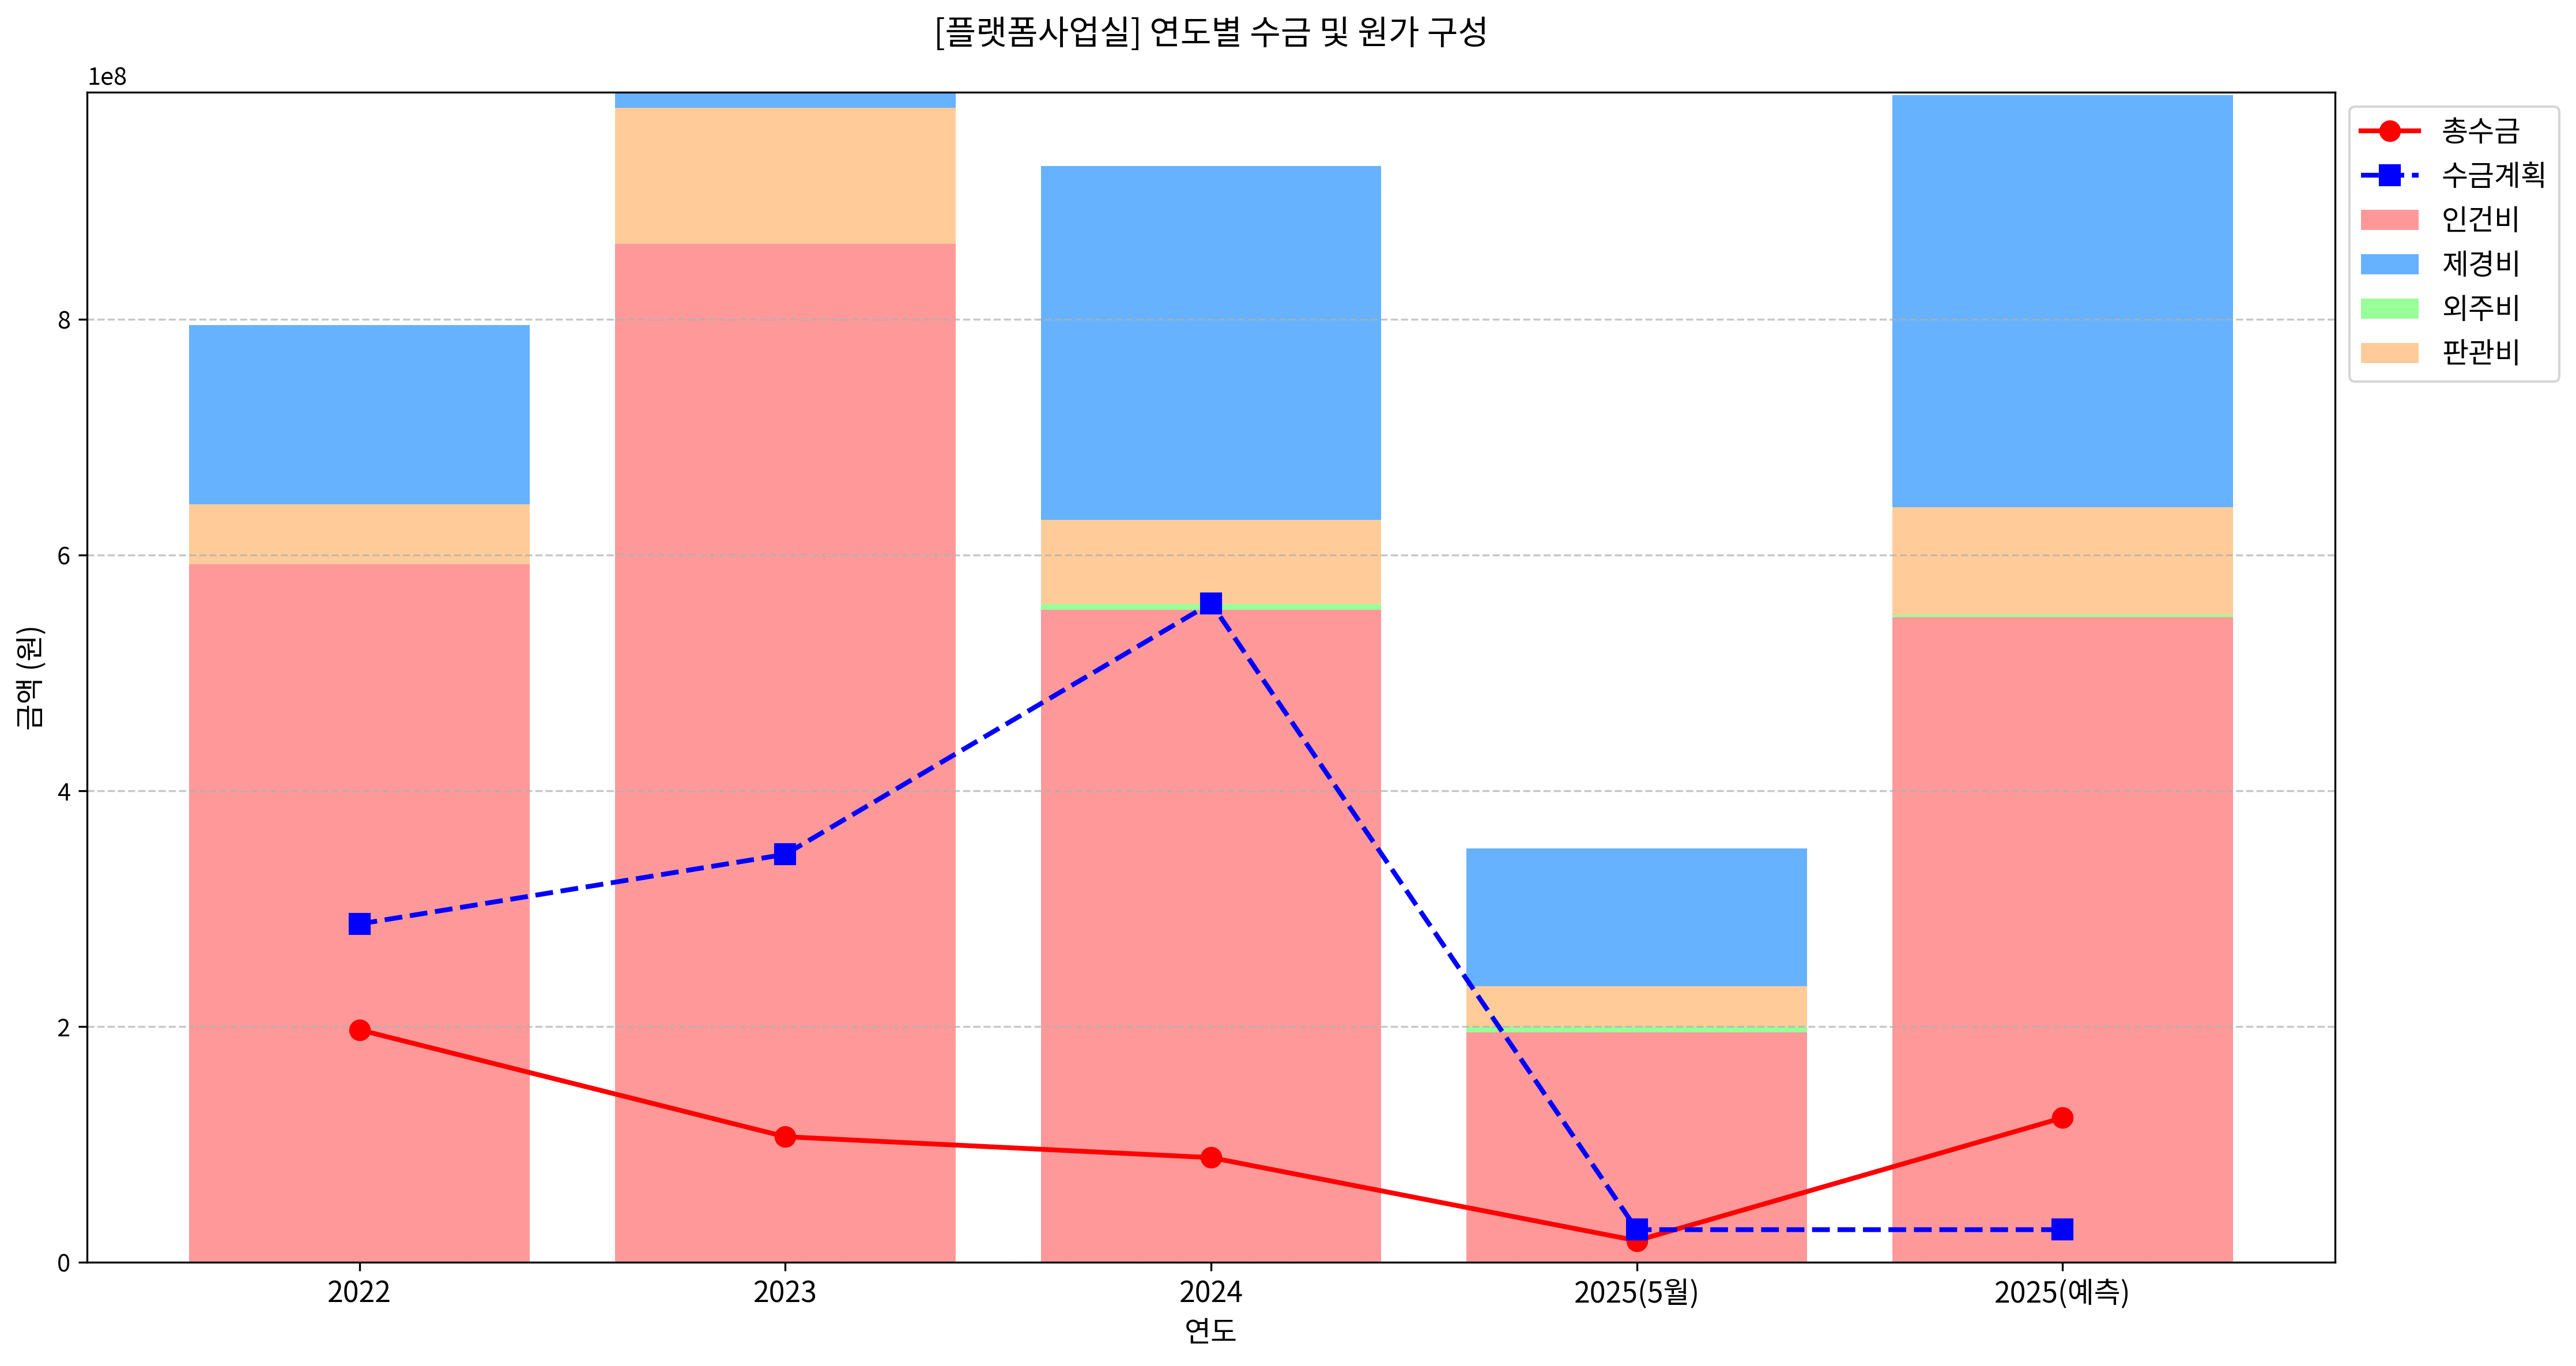 [플랫폼사업실] 연도별 수금 및 원가 구성
1e8
총수금
수금계획
인건비
제경비
외주비
판관비
8
6
4
2
0
금액 (원)
2022
2023
2024
2025(5월)
2025(예측)
연도